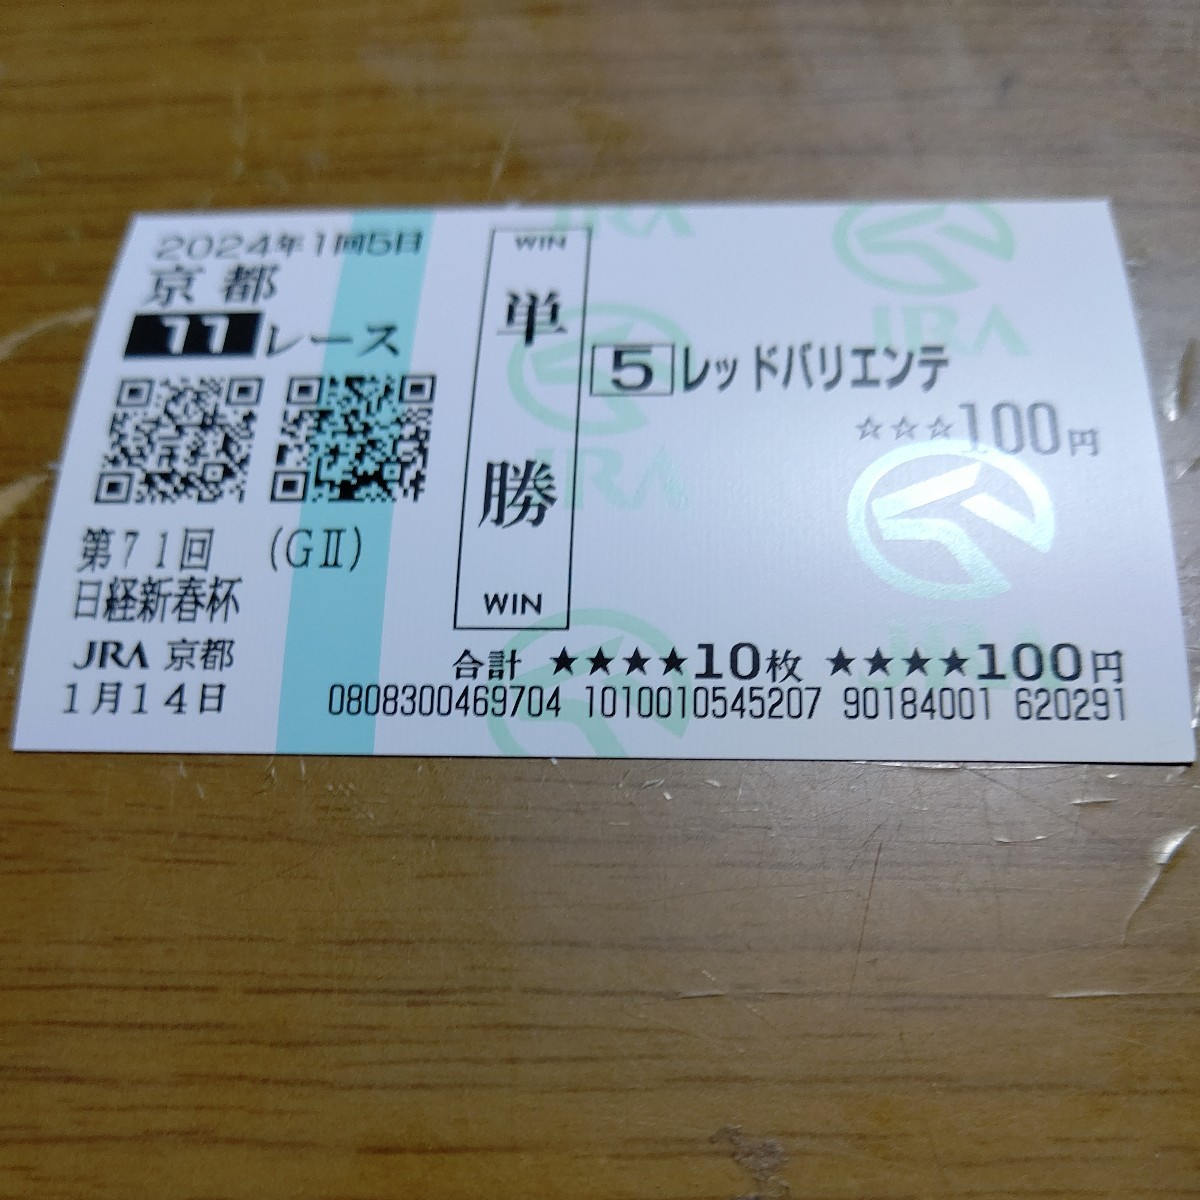 2024年1回5日
京都
11レース
第71回 (GⅡ)
日経新春杯
JRA 京都
1月14日
WIN
単勝
WIN
5 レッドバリエンテ
☆☆☆100円
合計 ★★★★10枚 ★★★★100円
0808300469704 1010010545207 90184001 620291
JRA
JRA
JRA